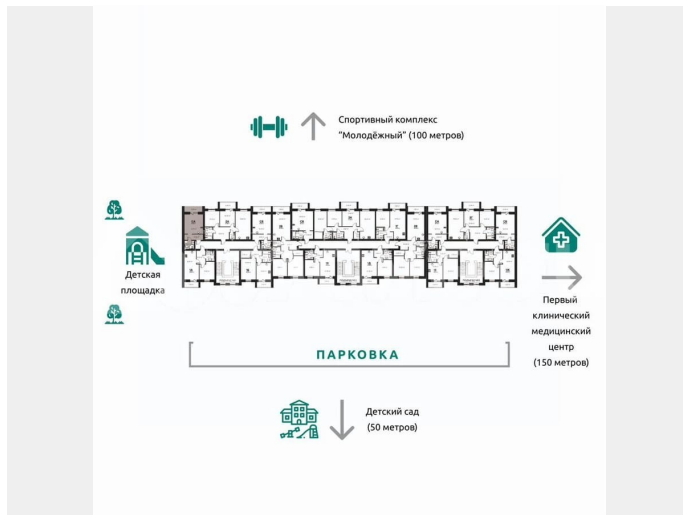 Спортивный комплекс
"Молодёжный" (100 метров)
Детская
площадка
Первый
клинический
медицинский
центр
(150 метров)
ПАРКОВКА
Детский сад
(50 метров)